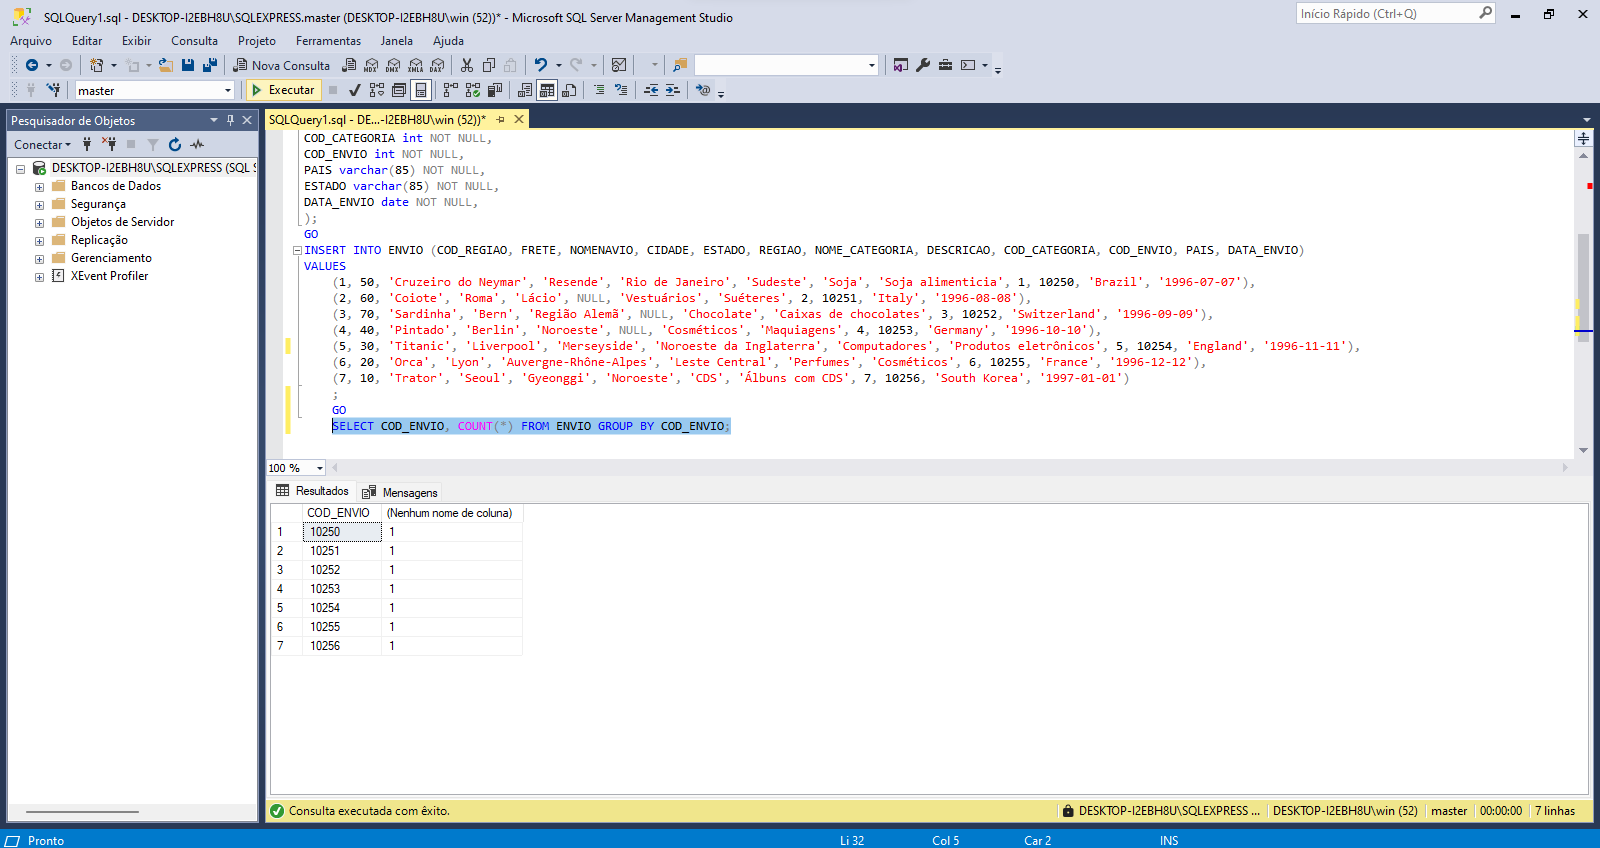 SQLQuery1.sql - DESKTOP-I2EBH8U\SQLEXPRESS.master (DESKTOP-I2EBH8U\win (52))* - Microsoft SQL Server Management Studio
Início Rápido (Ctrl+Q)
Arquivo Editar Exibir Consulta Projeto Ferramentas Janela Ajuda
Nova Consulta MDX DMX XMLA DAX
master Executar
Pesquisador de Objetos
SQLQuery1.sql - DE...-I2EBH8U\win (52))*
Conectar
DESKTOP-I2EBH8U\SQLEXPRESS (SQL S
Bancos de Dados
Segurança
Objetos de Servidor
Replicação
Gerenciamento
XEvent Profiler
COD_CATEGORIA int NOT NULL,
COD_ENVIO int NOT NULL,
PAIS varchar(85) NOT NULL,
ESTADO varchar(85) NOT NULL,
DATA_ENVIO date NOT NULL,
);
GO
INSERT INTO ENVIO (COD_REGIAO, FRETE, NOMENAVIO, CIDADE, ESTADO, REGIAO, NOME_CATEGORIA, DESCRICAO, COD_CATEGORIA, COD_ENVIO, PAIS, DATA_ENVIO)
VALUES
(1, 50, 'Cruzeiro do Neymar', 'Resende', 'Rio de Janeiro', 'Sudeste', 'Soja', 'Soja alimenticia', 1, 10250, 'Brazil', '1996-07-07'),
(2, 60, 'Coiote', 'Roma', 'Lácio', NULL, 'Vestuários', 'Suéteres', 2, 10251, 'Italy', '1996-08-08'),
(3, 70, 'Sardinha', 'Bern', 'Região Alemã', NULL, 'Chocolate', 'Caixas de chocolates', 3, 10252, 'Switzerland', '1996-09-09'),
(4, 40, 'Pintado', 'Berlin', 'Noroeste', NULL, 'Cosméticos', 'Maquiagens', 4, 10253, 'Germany', '1996-10-10'),
(5, 30, 'Titanic', 'Liverpool', 'Merseyside', 'Noroeste da Inglaterra', 'Computadores', 'Produtos eletrônicos', 5, 10254, 'England', '1996-11-11'),
(6, 20, 'Orca', 'Lyon', 'Auvergne-Rhône-Alpes', 'Leste Central', 'Perfumes', 'Cosméticos', 6, 10255, 'France', '1996-12-12'),
(7, 10, 'Trator', 'Seoul', 'Gyeonggi', 'Noroeste', 'CDS', 'Álbuns com CDS', 7, 10256, 'South Korea', '1997-01-01')
;
GO
SELECT COD_ENVIO, COUNT(*) FROM ENVIO GROUP BY COD_ENVIO;
100 %
Resultados Mensagens
COD_ENVIO (Nenhum nome de coluna)
1 10250 1
2 10251 1
3 10252 1
4 10253 1
5 10254 1
6 10255 1
7 10256 1
Consulta executada com êxito. DESKTOP-I2EBH8U\SQLEXPRESS ... DESKTOP-I2EBH8U\win (52) master 00:00:00 7 linhas
Pronto Li 32 Col 5 Car 2 INS